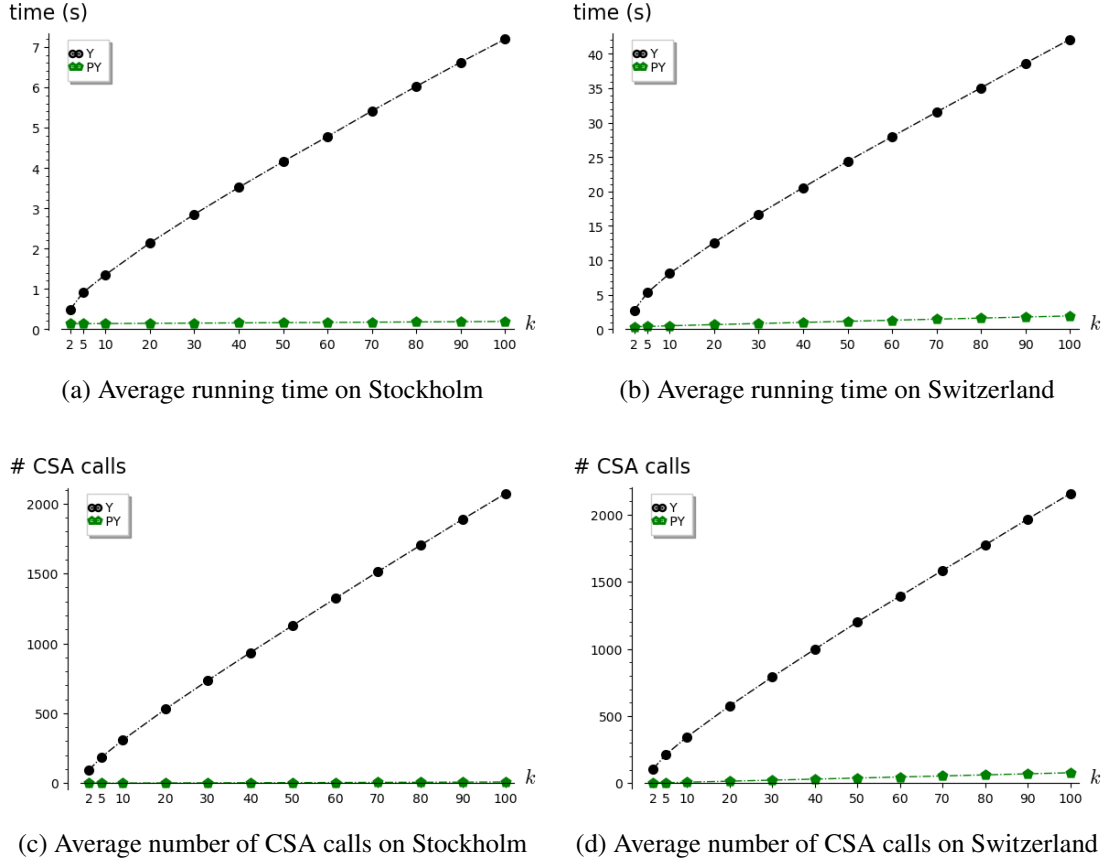 time (s)
Y
PY
7
6
5
4
3
2
1
0
2 5 10 20 30 40 50 60 70 80 90 100 k
(a) Average running time on Stockholm
time (s)
Y
PY
40
35
30
25
20
15
10
5
0
2 5 10 20 30 40 50 60 70 80 90 100 k
(b) Average running time on Switzerland
# CSA calls
Y
PY
2000
1500
1000
500
0
2 5 10 20 30 40 50 60 70 80 90 100 k
(c) Average number of CSA calls on Stockholm
# CSA calls
Y
PY
2000
1500
1000
500
0
2 5 10 20 30 40 50 60 70 80 90 100 k
(d) Average number of CSA calls on Switzerland